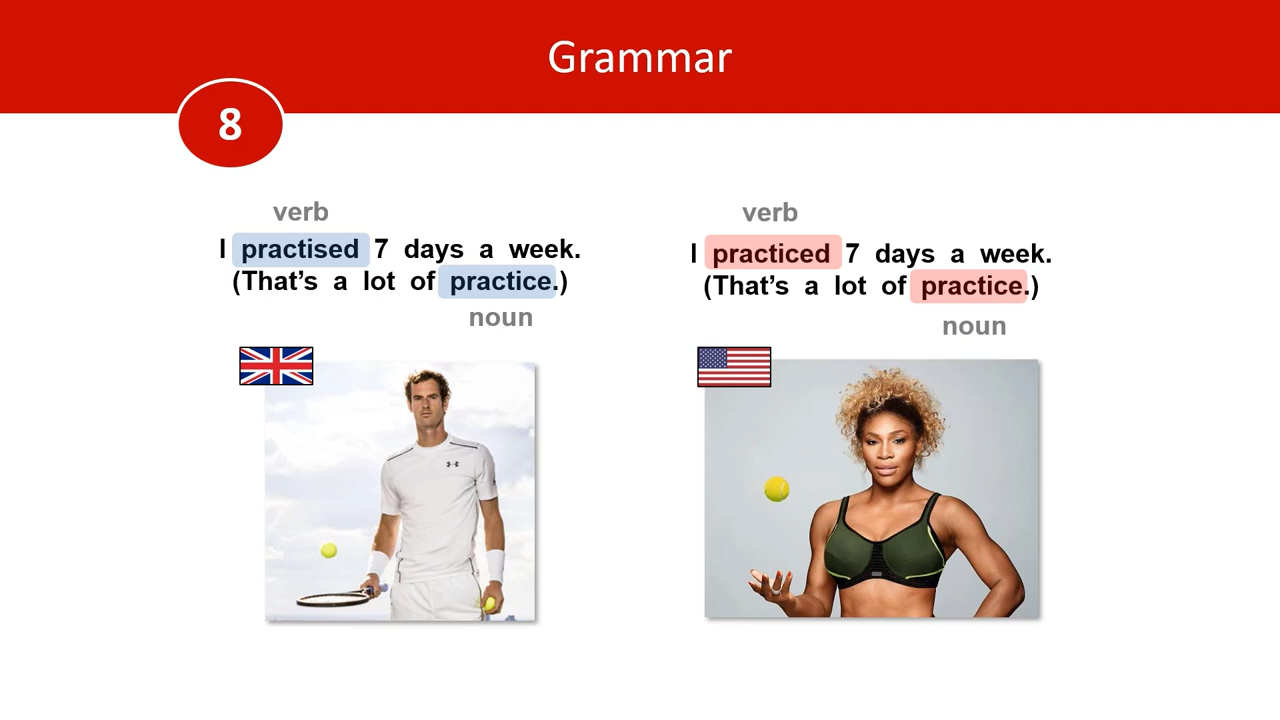 Grammar
8
verb
I practised 7 days a week.
(That's a lot of practice.)
noun
verb
I practiced 7 days a week.
(That's a lot of practice.)
noun